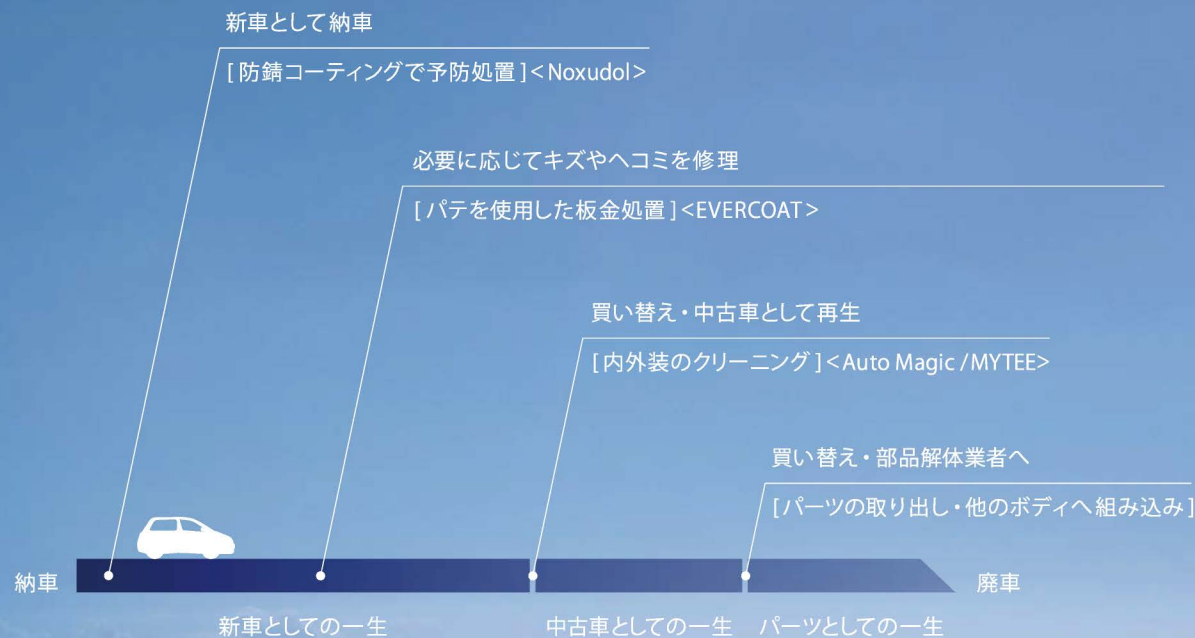 新車として納車
[防錆コーティングで予防処置]<Noxudol>
必要に応じてキズやヘコミを修理
[パテを使用した板金処置]<EVERCOAT>
買い替え・中古車として再生
[内外装のクリーニング]<Auto Magic /MYTEE>
買い替え・部品解体業者へ
[パーツの取り出し・他のボディへ組み込み]
納車
廃車
新車としての一生
中古車としての一生
パーツとしての一生